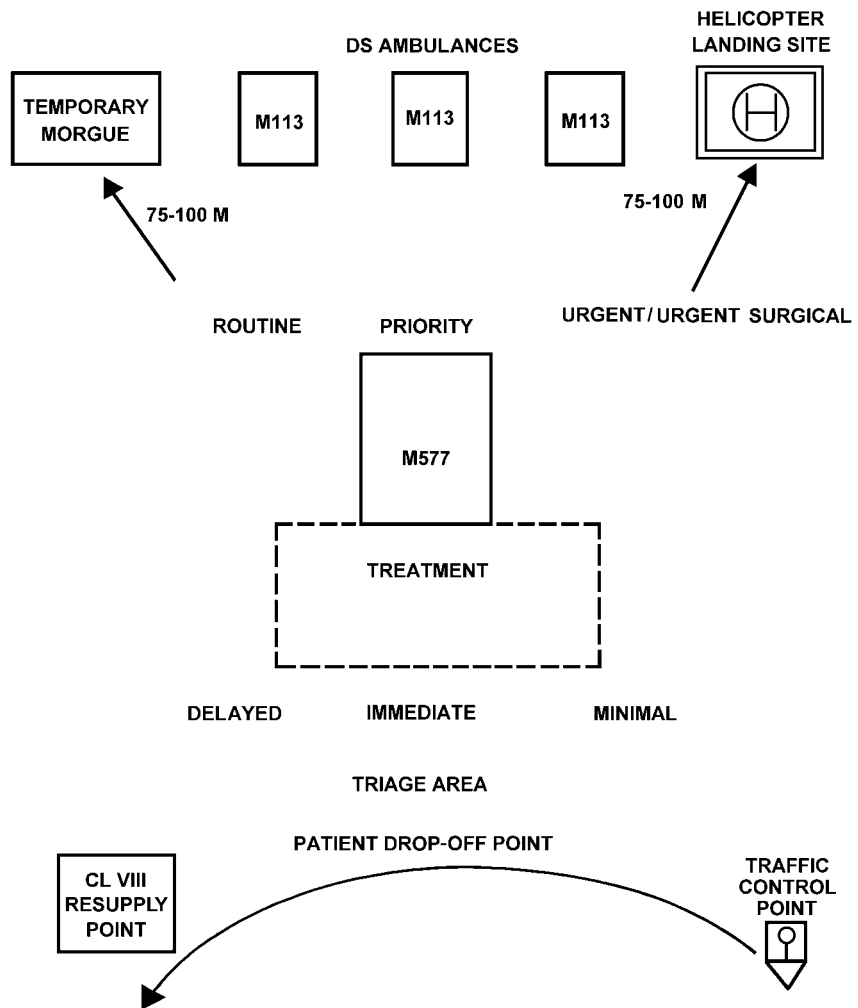 DS AMBULANCES
HELICOPTER
LANDING SITE
TEMPORARY
MORGUE
M113
M113
M113
H
75-100 M
75-100 M
ROUTINE
PRIORITY
URGENT/URGENT SURGICAL
M577
TREATMENT
DELAYED
IMMEDIATE
MINIMAL
TRIAGE AREA
PATIENT DROP-OFF POINT
CL VIII
RESUPPLY
POINT
TRAFFIC
CONTROL
POINT